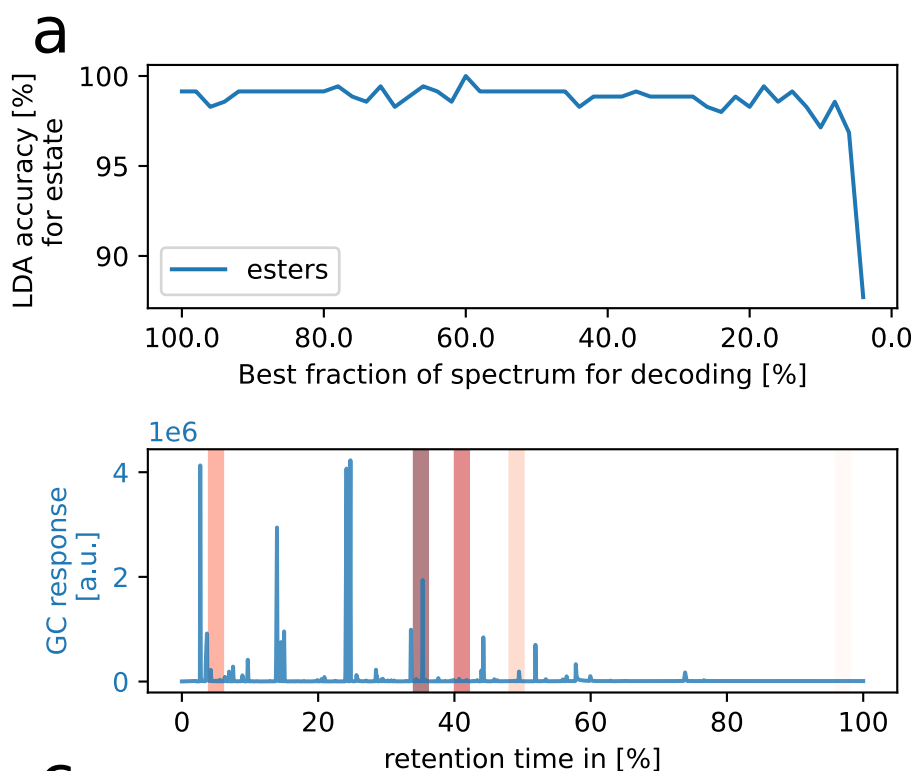 a
LDA accuracy [%]
for estate
100
95
90
esters
100.0 80.0 60.0 40.0 20.0 0.0
Best fraction of spectrum for decoding [%]
1e6
GC response
[a.u.]
4
2
0
0 20 40 60 80 100
retention time in [%]